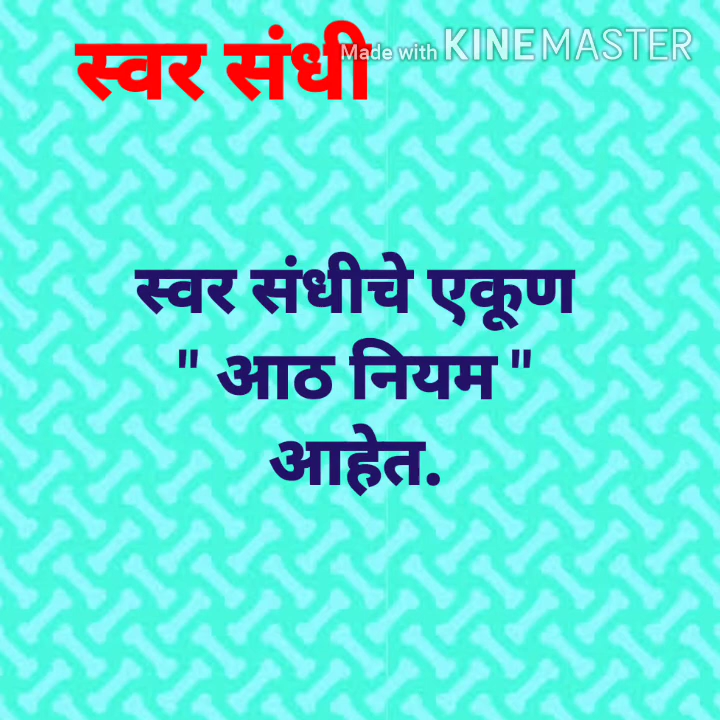 स्वर संधी
Made with KINEMASTER
स्वर संधीचे एकूण
" आठ नियम "
आहेत.